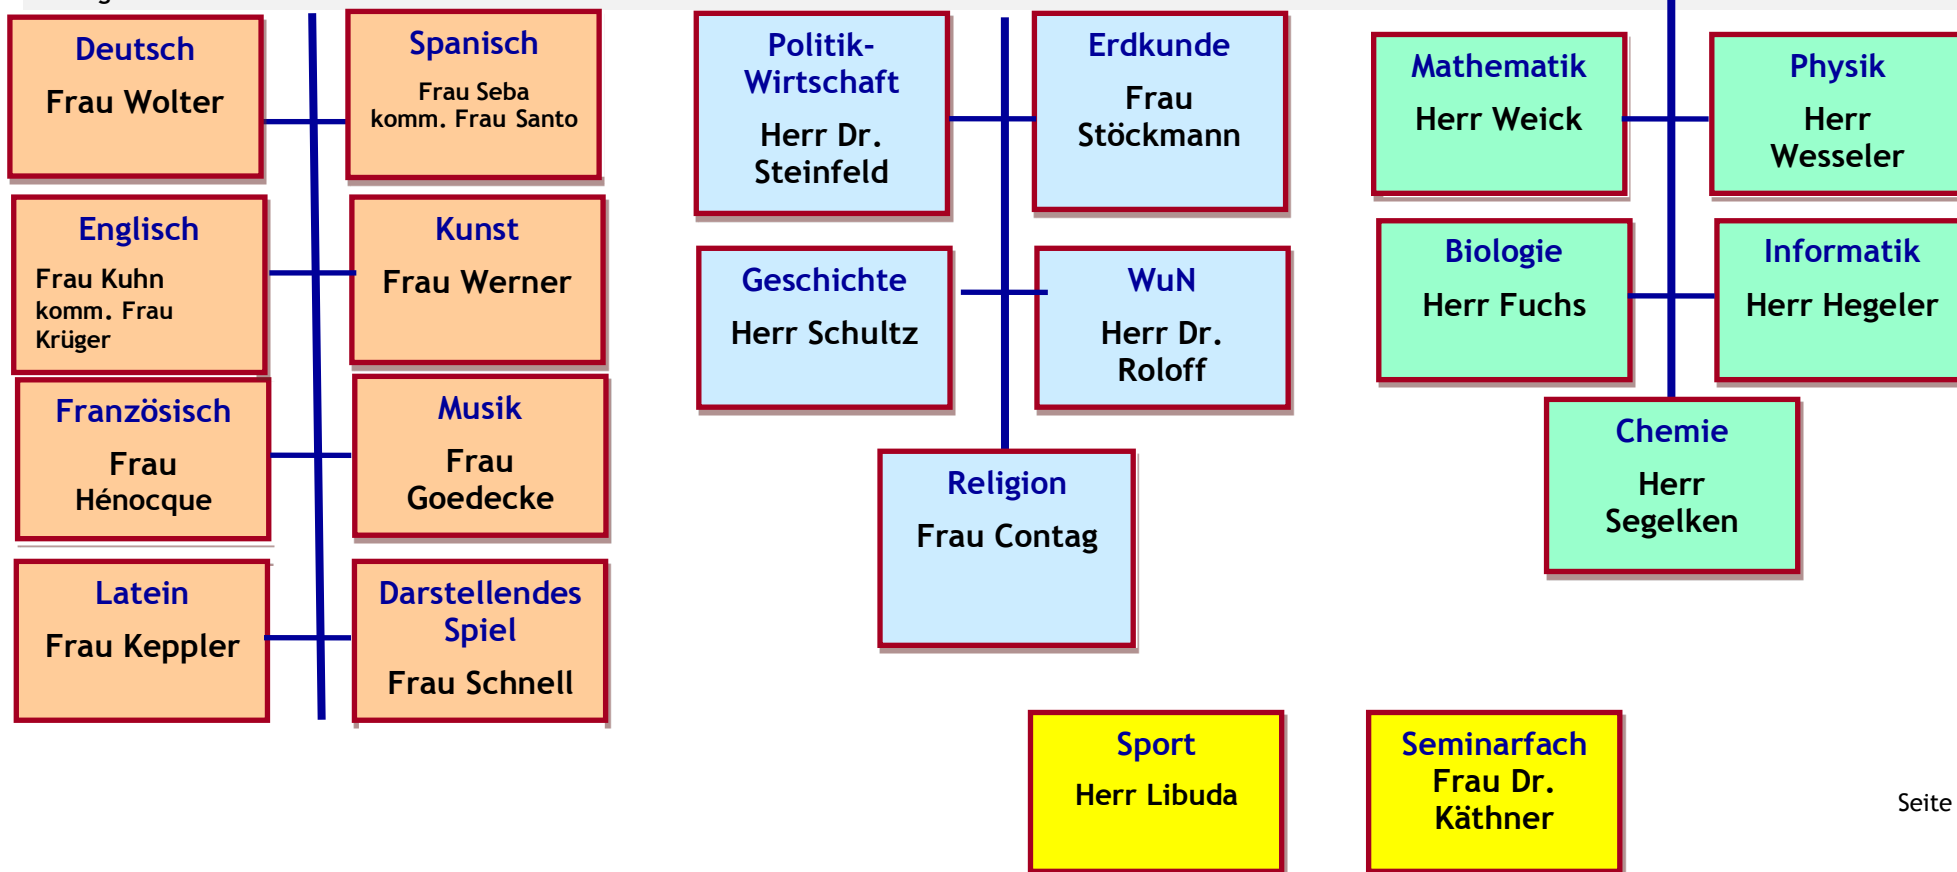 Deutsch
Frau Wolter
Spanisch
Frau Seba
komm. Frau Santo
Englisch
Frau Kuhn
komm. Frau
Krüger
Kunst
Frau Werner
Französisch
Frau
Hénocque
Musik
Frau
Goedecke
Latein
Frau Keppler
Darstellendes
Spiel
Frau Schnell
Politik-
Wirtschaft
Herr Dr.
Steinfeld
Erdkunde
Frau
Stöckmann
Geschichte
Herr Schultz
WuN
Herr Dr.
Roloff
Religion
Frau Contag
Mathematik
Herr Weick
Physik
Herr
Wesseler
Biologie
Herr Fuchs
Informatik
Herr Hegeler
Chemie
Herr
Segelken
Sport
Herr Libuda
Seminarfach
Frau Dr.
Käthner
Seite